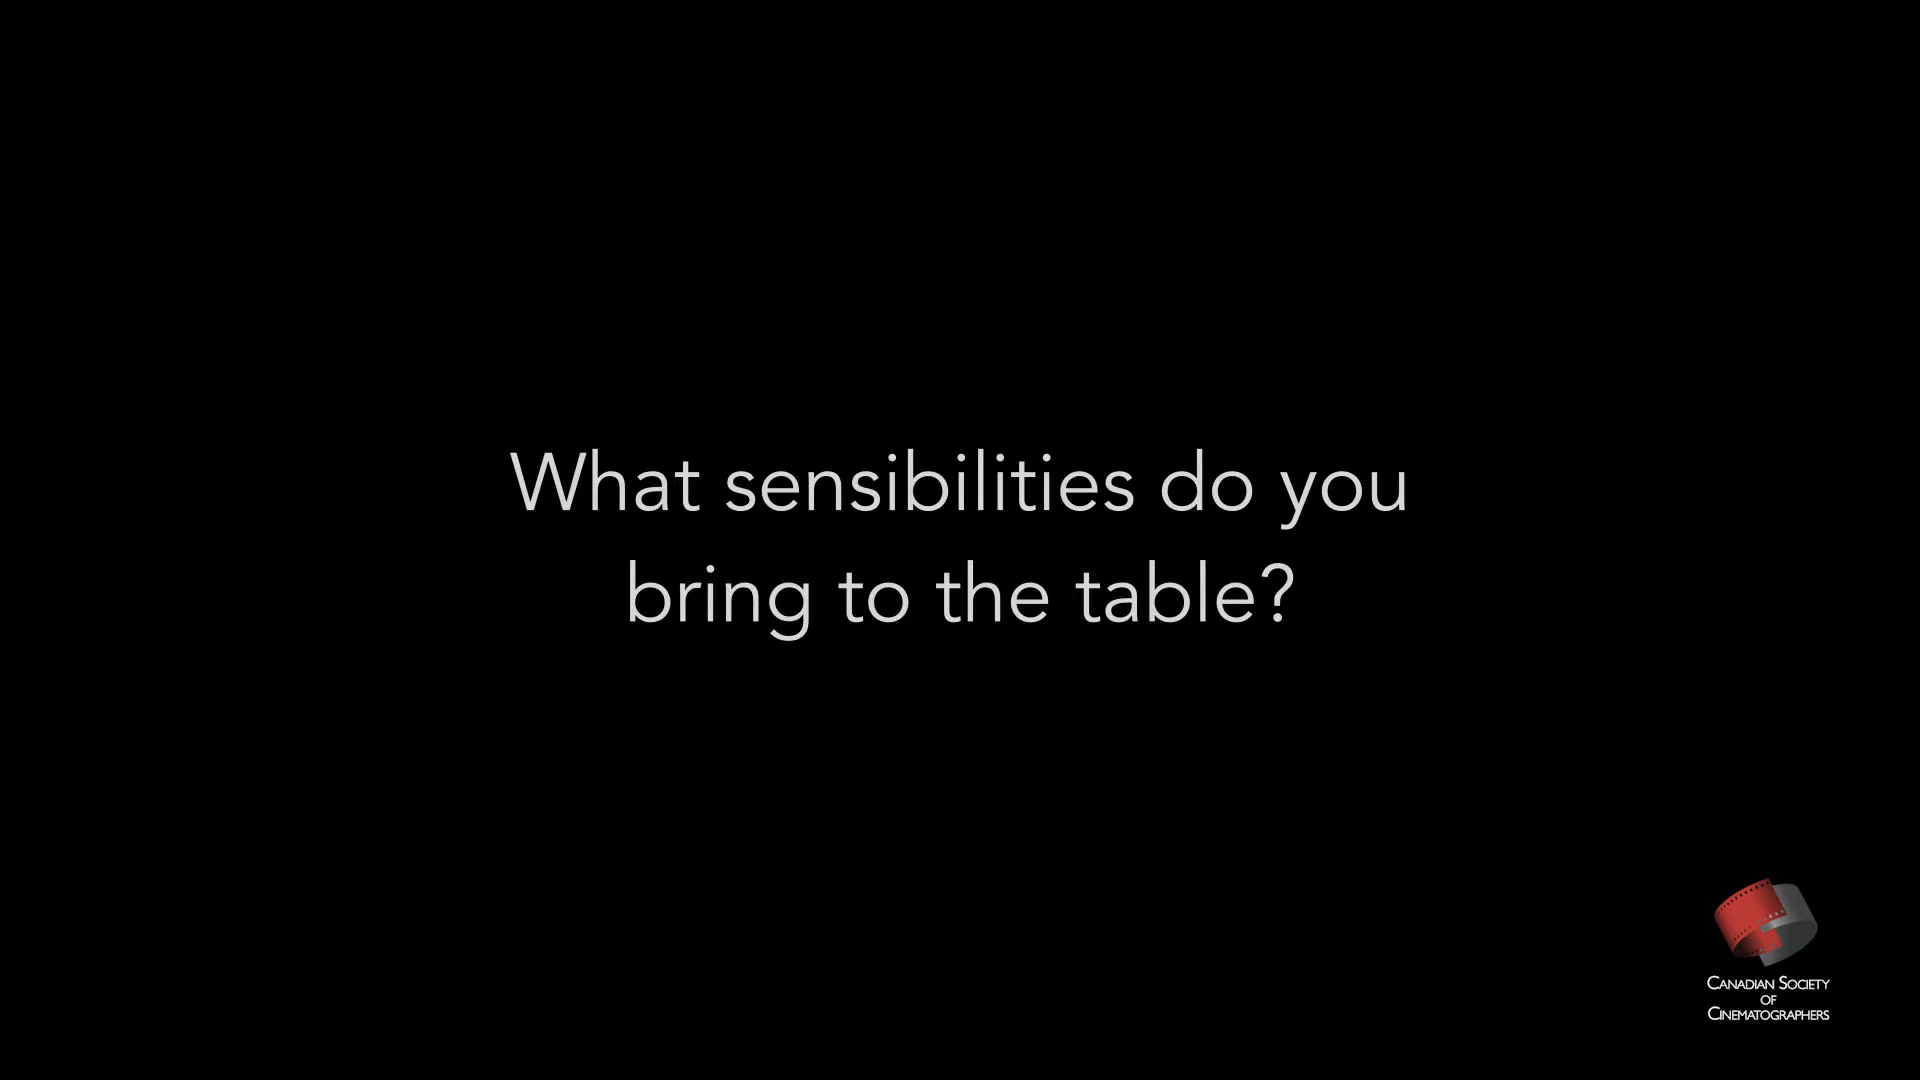 What sensibilities do you
bring to the table?
CANADIAN SOCIETY
OF
CINEMATOGRAPHERS